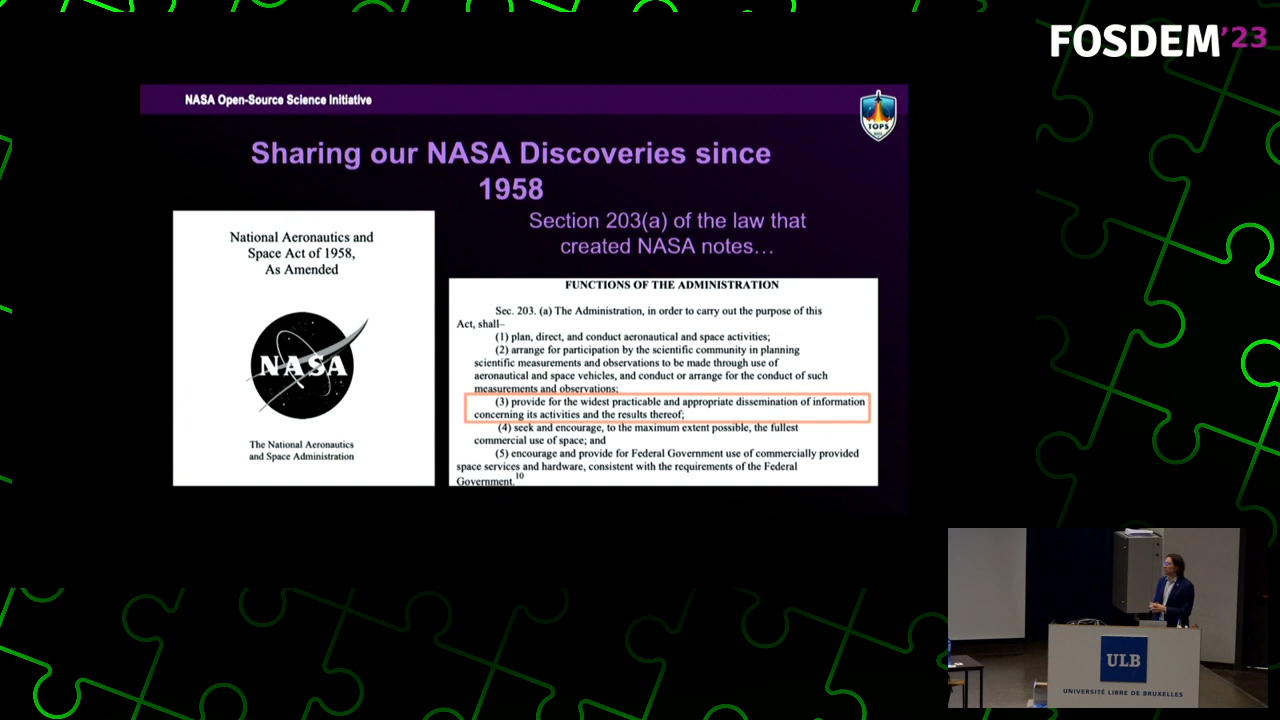 FOSDEM'23
NASA Open-Source Science Initiative
TOPS
Sharing our NASA Discoveries since
1958
Section 203(a) of the law that
created NASA notes…
National Aeronautics and
Space Act of 1958,
As Amended
NASA
The National Aeronautics
and Space Administration
FUNCTIONS OF THE ADMINISTRATION
Sec. 203. (a) The Administration, in order to carry out the purpose of this
Act, shall–
(1) plan, direct, and conduct aeronautical and space activities;
(2) arrange for participation by the scientific community in planning
scientific measurements and observations to be made through use of
aeronautical and space vehicles, and conduct or arrange for the conduct of such
measurements and observations;
(3) provide for the widest practicable and appropriate dissemination of information
concerning its activities and the results thereof;
(4) seek and encourage, to the maximum extent possible, the fullest
commercial use of space; and
(5) encourage and provide for Federal Government use of commercially provided
space services and hardware, consistent with the requirements of the Federal
Government.10
ULB
UNIVERSITÉ LIBRE DE BRUXELLES